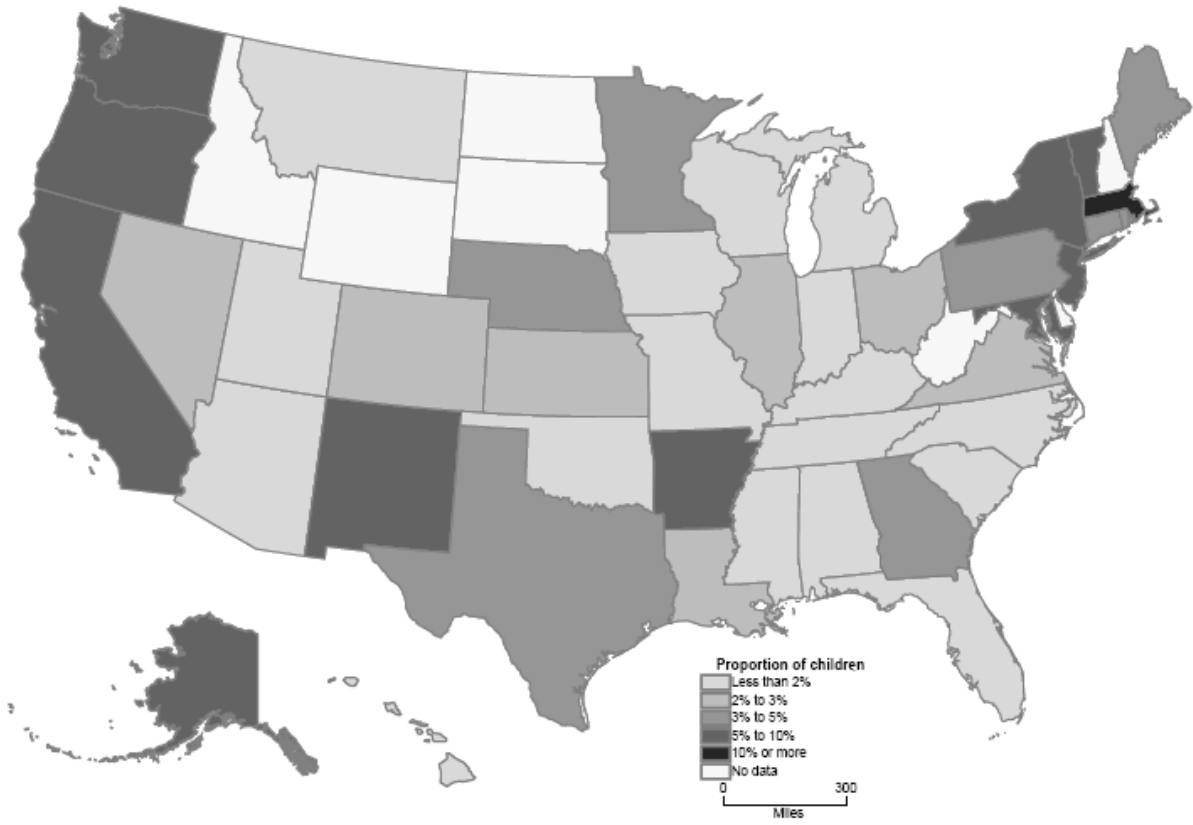 Proportion of children
Less than 2%
2% to 3%
3% to 5%
5% to 10%
10% or more
No data
0 300
Miles